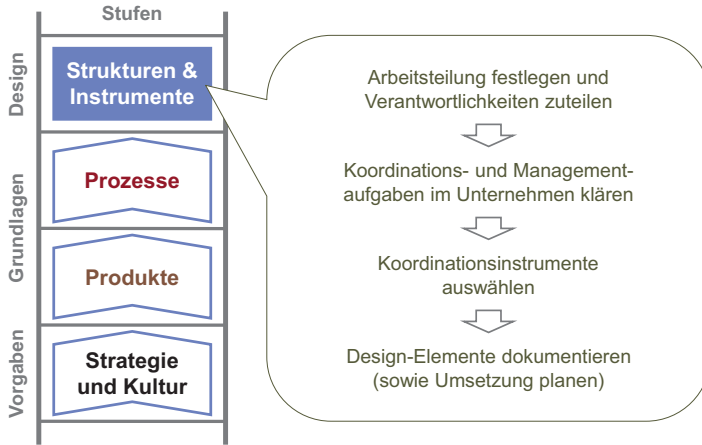 Stufen
Design
Strukturen &
Instrumente
Grundlagen
Prozesse
Produkte
Vorgaben
Strategie
und Kultur
Arbeitsteilung festlegen und
Verantwortlichkeiten zuteilen
Koordinations- und Management-
aufgaben im Unternehmen klären
Koordinationsinstrumente
auswählen
Design-Elemente dokumentieren
(sowie Umsetzung planen)